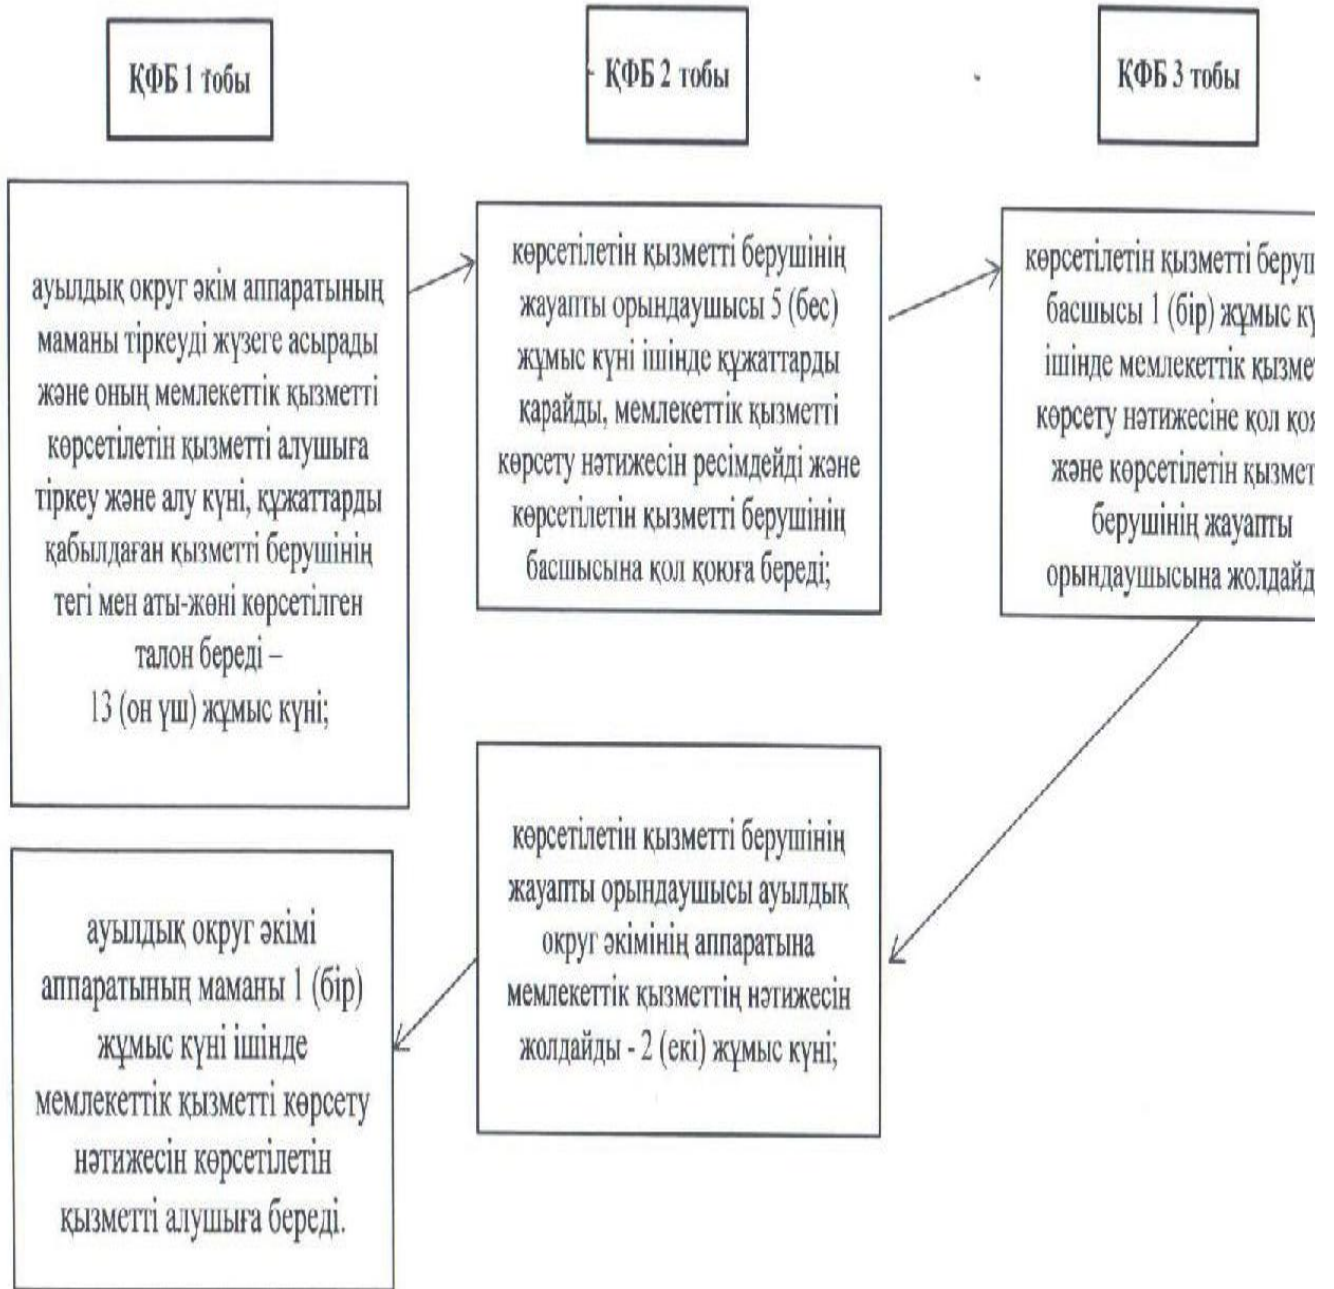 ҚФБ 1 тобы
ҚФБ 2 тобы
ҚФБ 3 тобы
ауылдық округ әкім аппаратының
маманы тіркеуді жүзеге асырады
және оның мемлекеттік қызметті
көрсетілетін қызметті алушыға
тіркеу және алу күні, құжаттарды
қабылдаған қызметті берушінің
тегі мен аты-жөні көрсетілген
талон береді –
13 (он үш) жұмыс күні;
көрсетілетін қызметті берушінің
жауапты орындаушысы 5 (бес)
жұмыс күні ішінде құжаттарды
қарайды, мемлекеттік қызметті
көрсету нәтижесін ресімдейді және
көрсетілетін қызметті берушінің
басшысына қол қоюға береді;
көрсетілетін қызметті
басшысы 1 (бір) жұмыс
ішінде мемлекеттік
көрсету нәтижесіне қол
және көрсетілетін
берушінің жауапты
орындаушысына
көрсетілетін қызметті берушінің
жауапты орындаушысы ауылдық
округ әкімінің аппаратына
мемлекеттік қызметтің нәтижесін
жолдайды - 2 (екі) жұмыс күні;
ауылдық округ әкімі
аппаратының маманы 1 (бір)
жұмыс күні ішінде
мемлекеттік қызметті көрсету
нәтижесін көрсетілетін
қызметті алушыға береді.